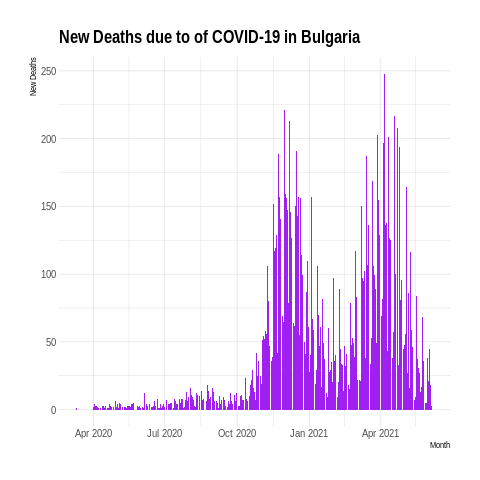 New Deaths due to of COVID-19 in Bulgaria
New Deaths
250
200
150
100
50
0
Apr 2020 Jul 2020 Oct 2020 Jan 2021 Apr 2021
Month